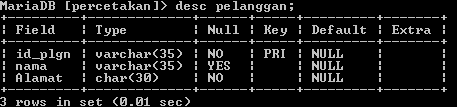 MariaDB [percetakan]> desc pelanggan;
| Field | Type | Null | Key | Default | Extra |
| id_plgn | varchar(35) | NO | PRI | NULL | |
| nama | varchar(35) | YES | | NULL | |
| Alamat | char(30) | NO | | NULL | |
3 rows in set (0.01 sec)